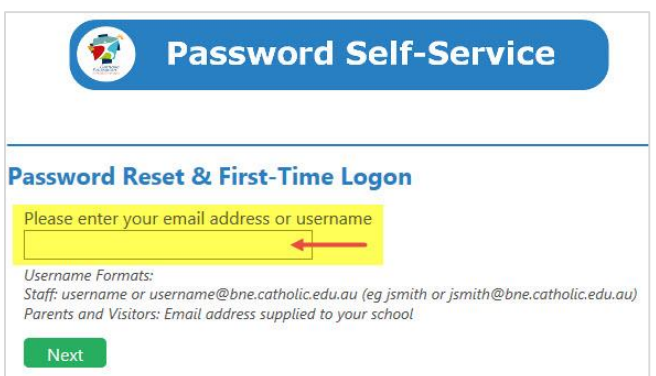 Password Self-Service
Password Reset & First-Time Logon
Please enter your email address or username
Username Formats:
Staff: username or username@bne.catholic.edu.au (eg jsmith or jsmith@bne.catholic.edu.au)
Parents and Visitors: Email address supplied to your school
Next